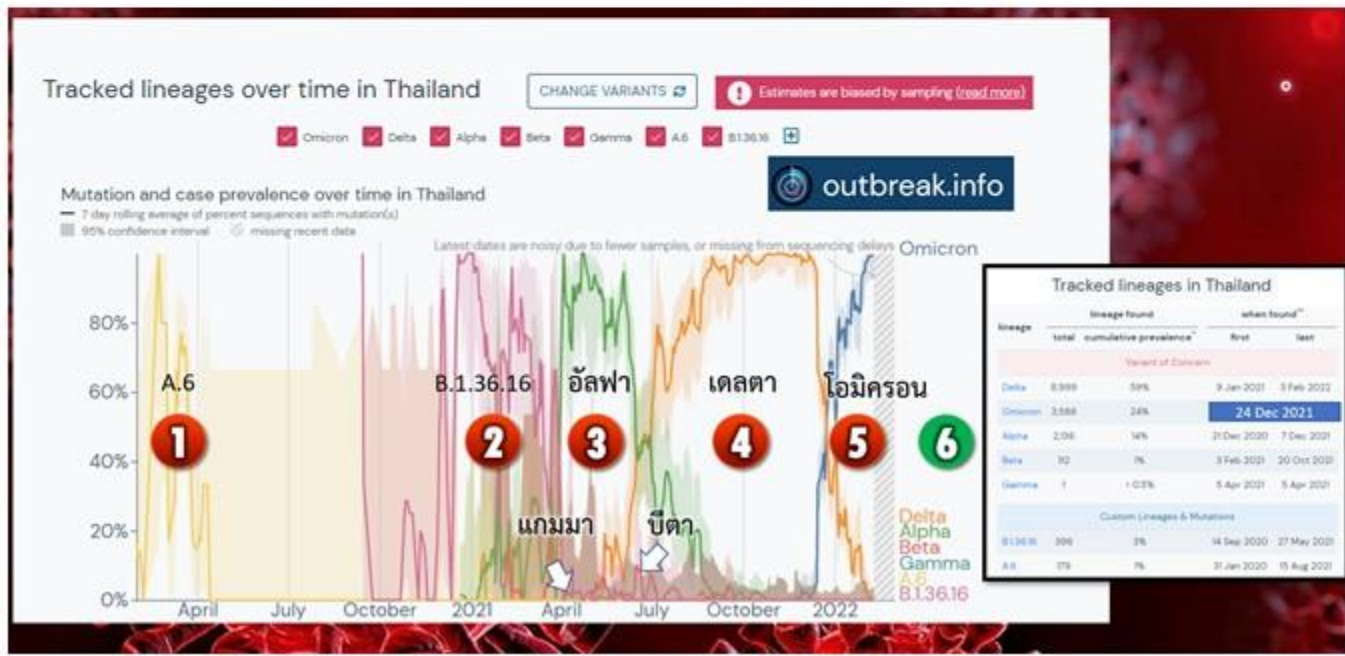 Tracked lineages over time in Thailand
CHANGE VARIANTS
! Estimates are biased by sampling (read more)
Omicron Delta Alpha Beta Gamma A.6 B.1.36.16
outbreak.info
Mutation and case prevalence over time in Thailand
7 day rolling average of percent sequences with mutation(s)
95% confidence interval missing recent data
Latest dates are noisy due to fewer samples, or missing from sequencing delays
Omicron
80%
60%
40%
20%
0%
A.6
B.1.36.16
อัลฟา
เดลตา
โอมิครอน
1
2
3
4
5
6
แกมมา
บีตา
Delta
Alpha
Beta
Gamma
A.6
B.1.36.16
April July October 2021 April July October 2022
Tracked lineages in Thailand
lineage found when found**
lineage total cumulative prevalence* first last
Variant of Concern
Delta 8,999 59% 9 Jan 2021 3 Feb 2022
Omicron 3,588 24% 24 Dec 2021
Alpha 2,136 14% 21 Dec 2020 7 Dec 2021
Beta 112 1% 3 Feb 2021 20 Oct 2021
Gamma 1 < 0.5% 5 Apr 2021 5 Apr 2021
Custom Lineages & Mutations
B.1.36.16 3% 14 Sep 2020 27 May 2021
A.6 179 1% 31 Jan 2020 15 Aug 2021